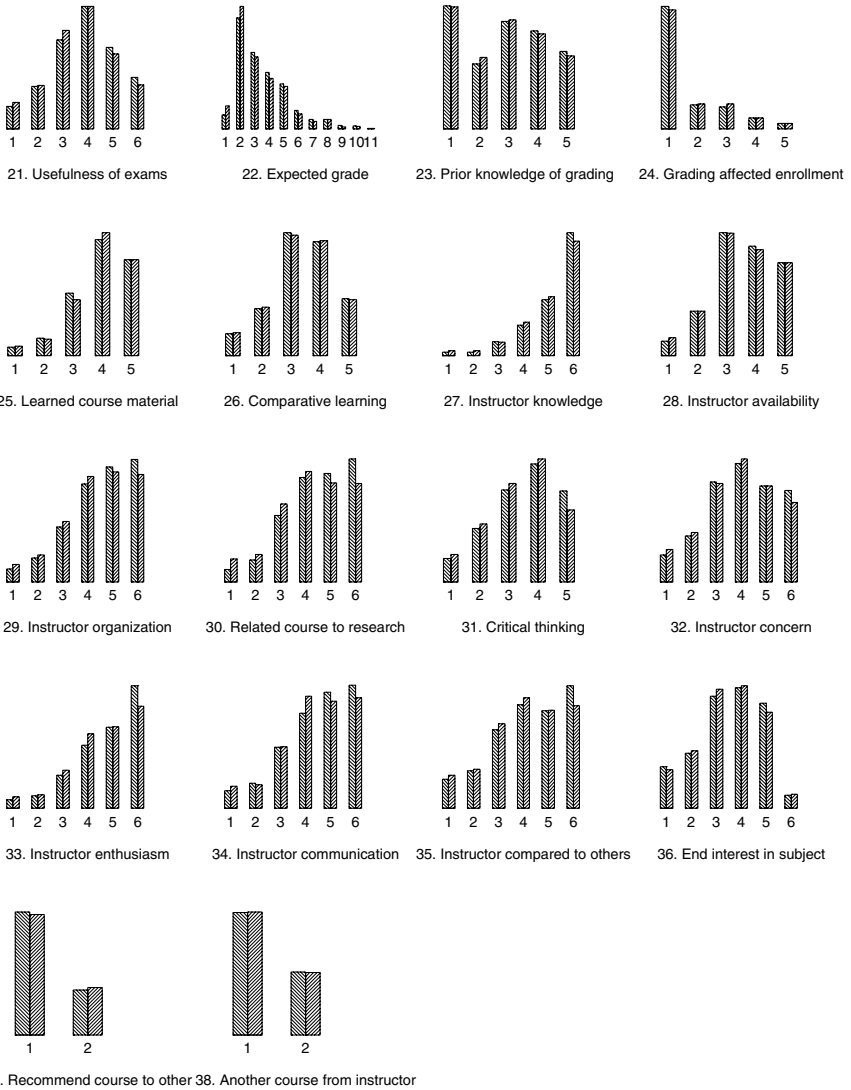 1 2 3 4 5 6
1 2 3 4 5 6 7 8 9 10 11
1 2 3 4 5
1 2 3 4 5
21. Usefulness of exams
22. Expected grade
23. Prior knowledge of grading
24. Grading affected enrollment
1 2 3 4 5
1 2 3 4 5
1 2 3 4 5 6
1 2 3 4 5
25. Learned course material
26. Comparative learning
27. Instructor knowledge
28. Instructor availability
1 2 3 4 5 6
1 2 3 4 5 6
1 2 3 4 5
1 2 3 4 5 6
29. Instructor organization
30. Related course to research
31. Critical thinking
32. Instructor concern
1 2 3 4 5 6
1 2 3 4 5 6
1 2 3 4 5 6
1 2 3 4 5 6
33. Instructor enthusiasm
34. Instructor communication
35. Instructor compared to others
36. End interest in subject
1 2
1 2
. Recommend course to other
38. Another course from instructor